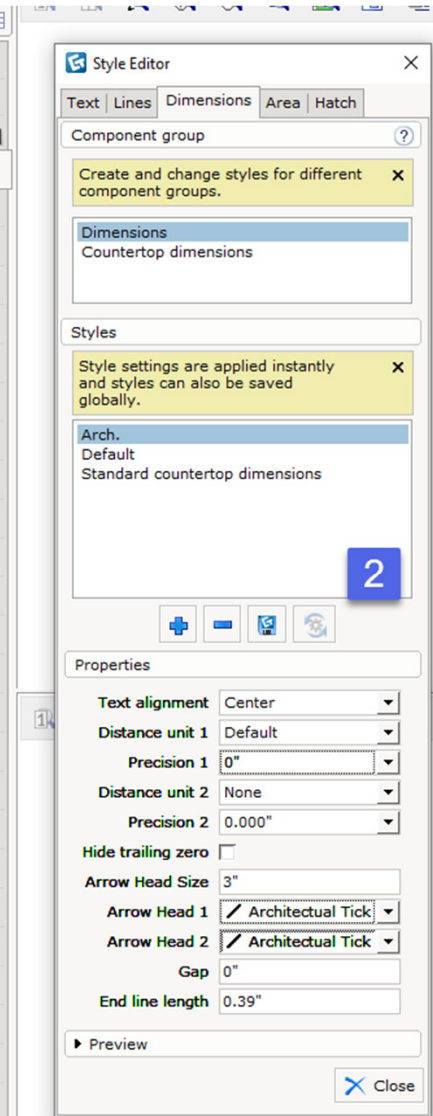 Style Editor
Text Lines Dimensions Area Hatch
Component group
?
Create and change styles for different
component groups.
Dimensions
Countertop dimensions
Styles
Style settings are applied instantly
and styles can also be saved
globally.
Arch.
Default
Standard countertop dimensions
2
Properties
Text alignment Center
Distance unit 1 Default
Precision 1 0"
Distance unit 2 None
Precision 2 0.000"
Hide trailing zero
Arrow Head Size 3"
Arrow Head 1 Architectual Tick
Arrow Head 2 Architectual Tick
Gap 0"
End line length 0.39"
Preview
Close